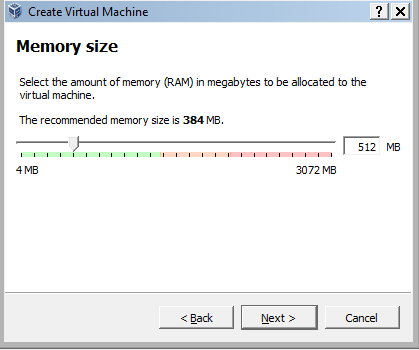 Create Virtual Machine
Memory size
Select the amount of memory (RAM) in megabytes to be allocated to the
virtual machine.
The recommended memory size is 384 MB.
512 MB
4 MB 3072 MB
< Back Next > Cancel